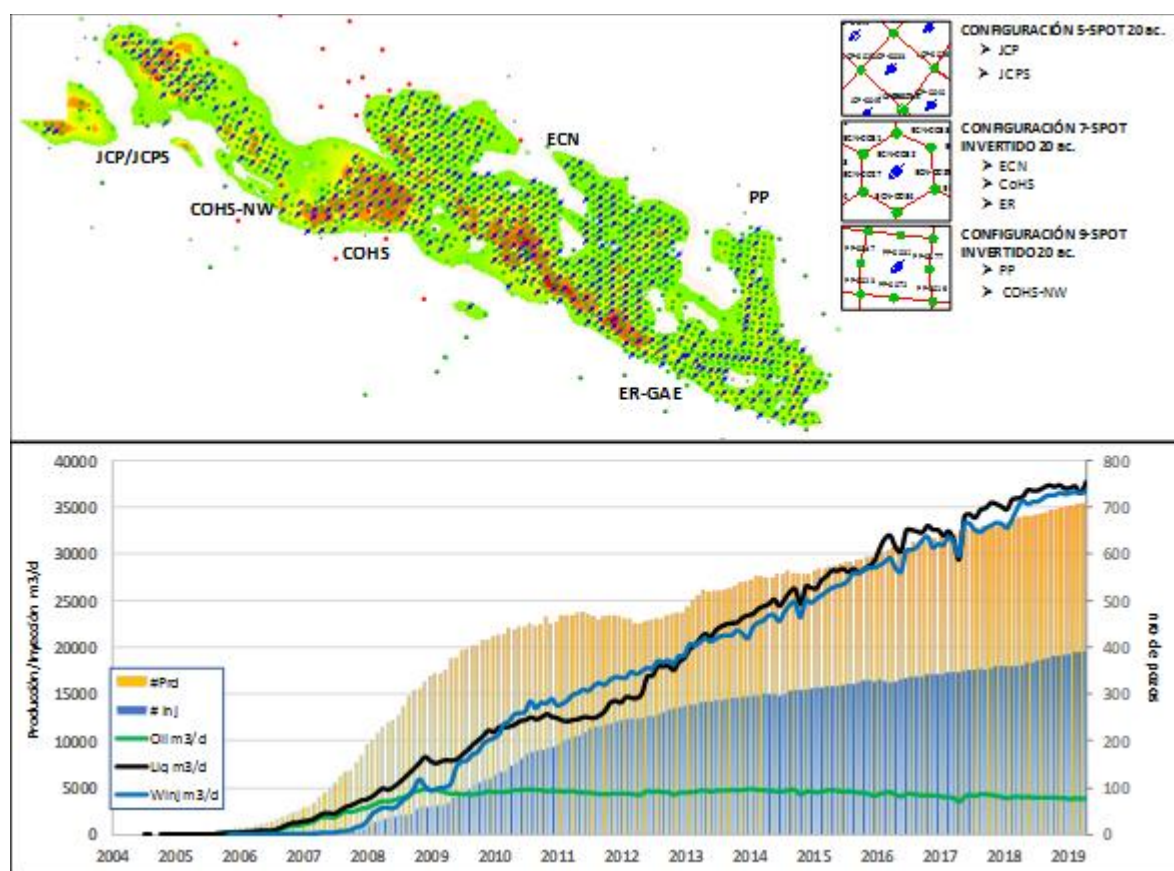 JCP/JCPS
COHS-NW
COHS
ECN
PP
ER-GAE
CONFIGURACIÓN 5-SPOT 20 ac.
➤ JCP
➤ JCPS
CONFIGURACIÓN 7-SPOT
INVERTIDO 20 ac.
➤ ECN
➤ CoHS
➤ ER
CONFIGURACIÓN 9-SPOT
INVERTIDO 20 ac.
➤ PP
➤ COHS-NW
Producción/Inyección m3/d
40000
35000
30000
25000
20000
15000
10000
5000
0
#Prd
# Inj
Oil m3/d
Liq m3/d
Winj m3/d
800
700
600
500
400
300
200
100
0
nro de pozos
2004 2005 2006 2007 2008 2009 2010 2011 2012 2013 2014 2015 2016 2017 2018 2019